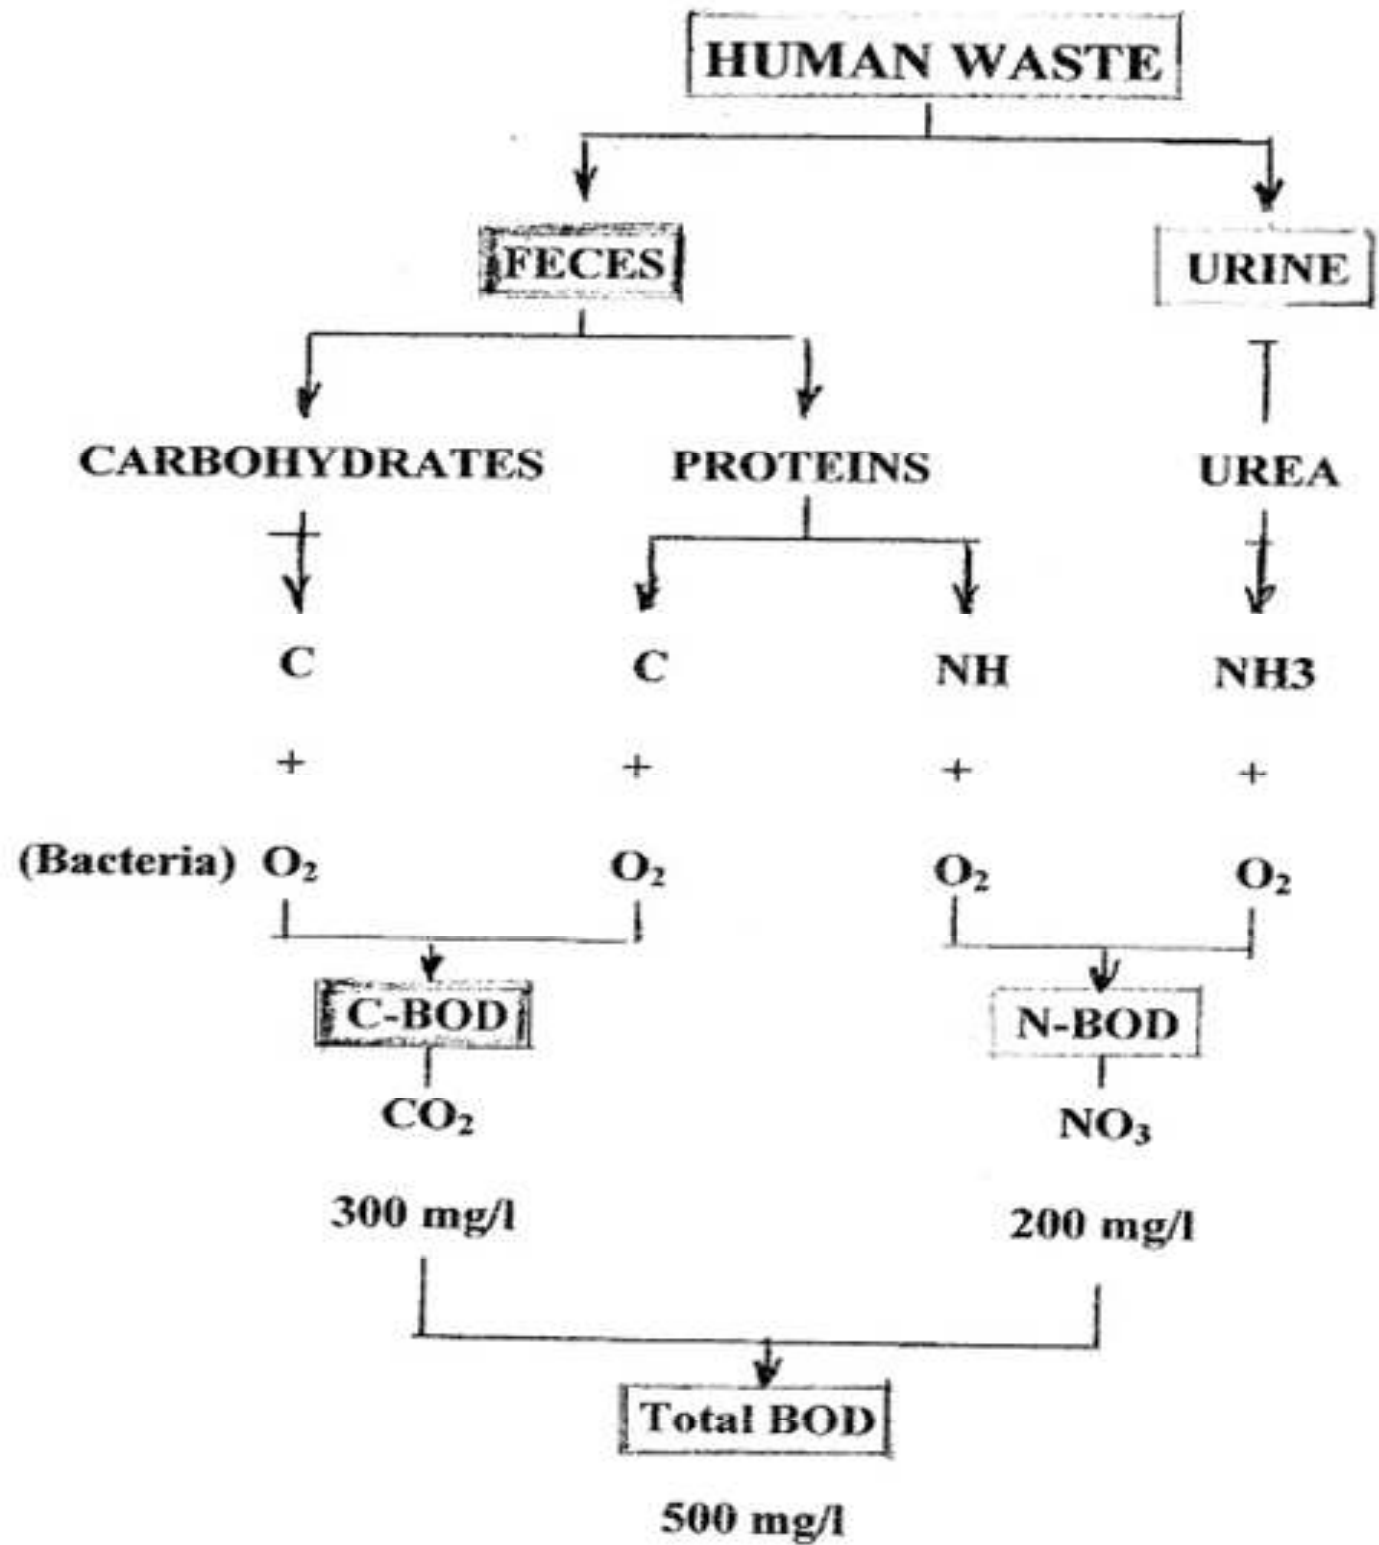 HUMAN WASTE
FECES URINE
CARBOHYDRATES PROTEINS UREA
C C NH NH3
+ + + +
(Bacteria) O₂ O₂ O₂ O₂
C-BOD N-BOD
CO₂ NO₃
300 mg/l 200 mg/l
Total BOD
500 mg/l